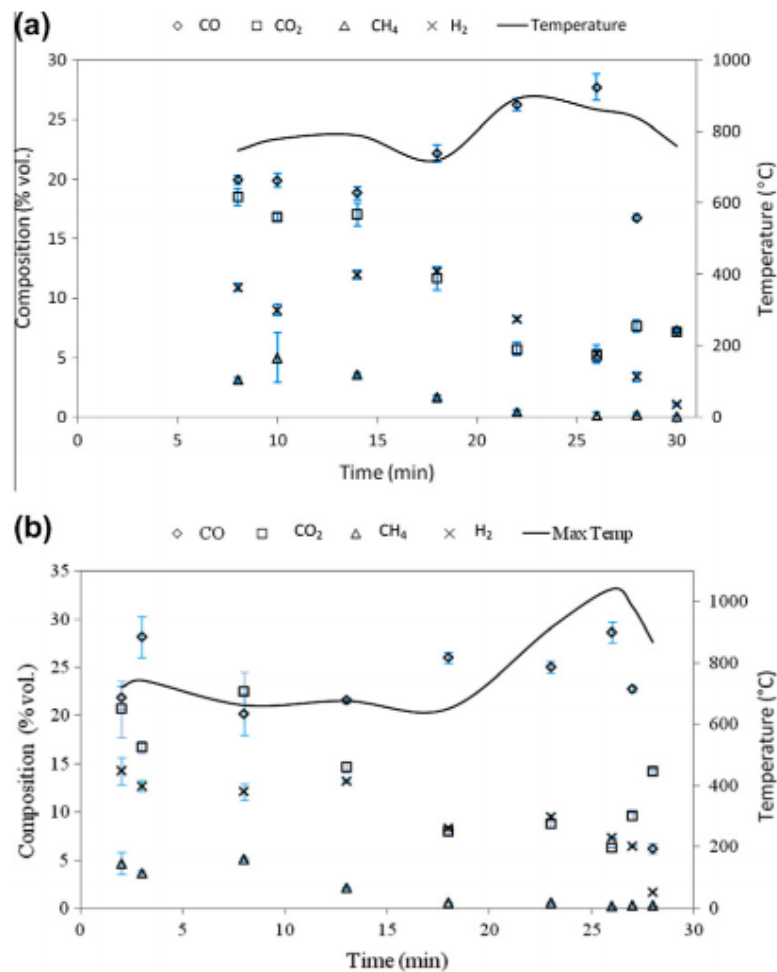 (a)
CO CO₂ CH₄ H₂ Temperature
30 1000
25 800
20 600
15 400
10 200
5 0
0
Composition (% vol.)
Temperature (°C)
0 5 10 15 20 25 30
Time (min)
(b)
CO CO₂ CH₄ H₂ Max Temp
35
30 1000
25 800
20 600
15 400
10 200
5 0
0
Composition (% vol.)
Temperature (°C)
0 5 10 15 20 25 30
Time (min)